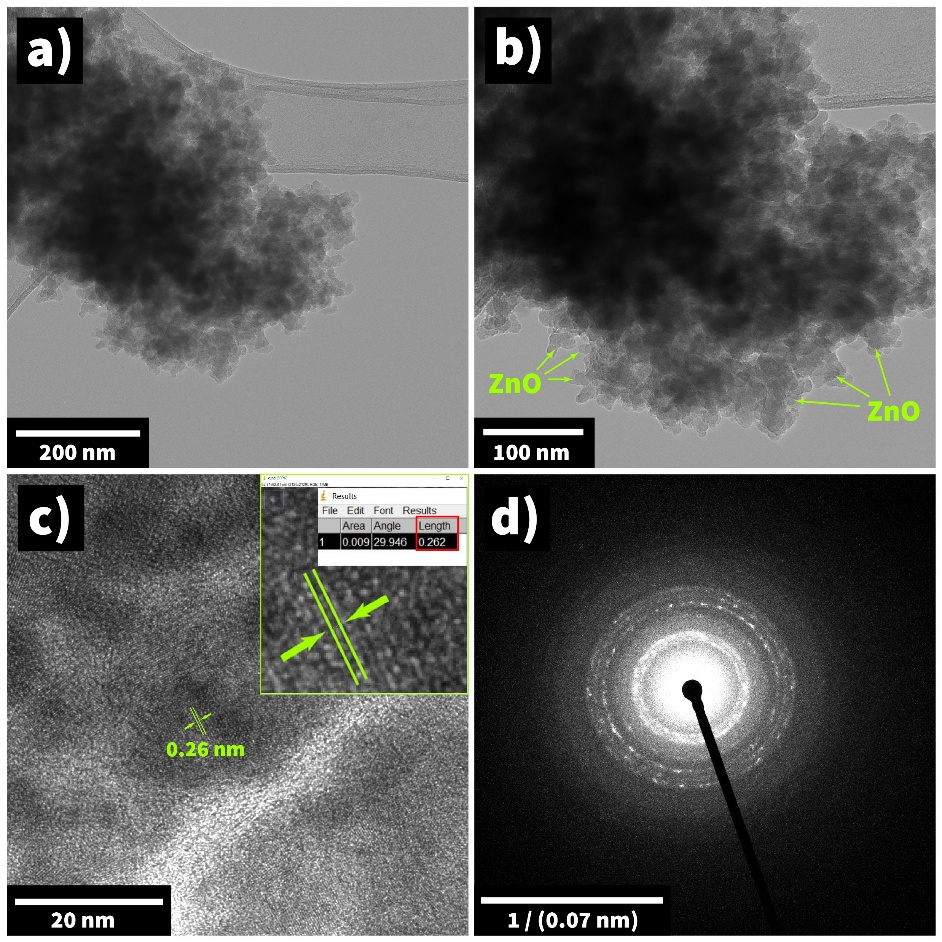 a)
200 nm
b)
ZnO
ZnO
100 nm
c)
Results
File Edit Font Results
Area Angle Length
1 0.009 29.946 0.262
0.26 nm
20 nm
d)
1 / (0.07 nm)